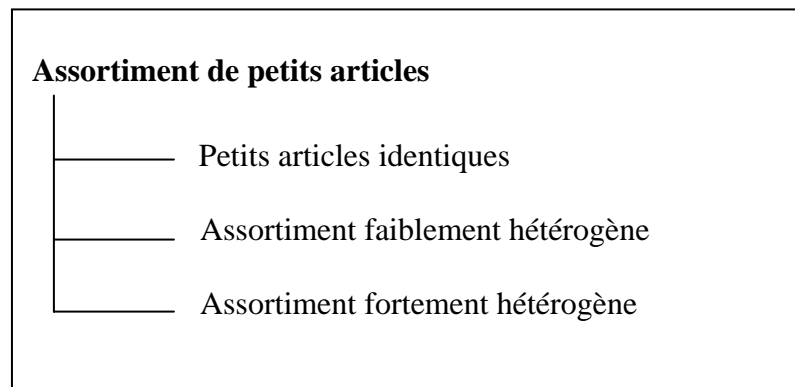 Assortiment de petits articles
Petits articles identiques
Assortiment faiblement hétérogène
Assortiment fortement hétérogène